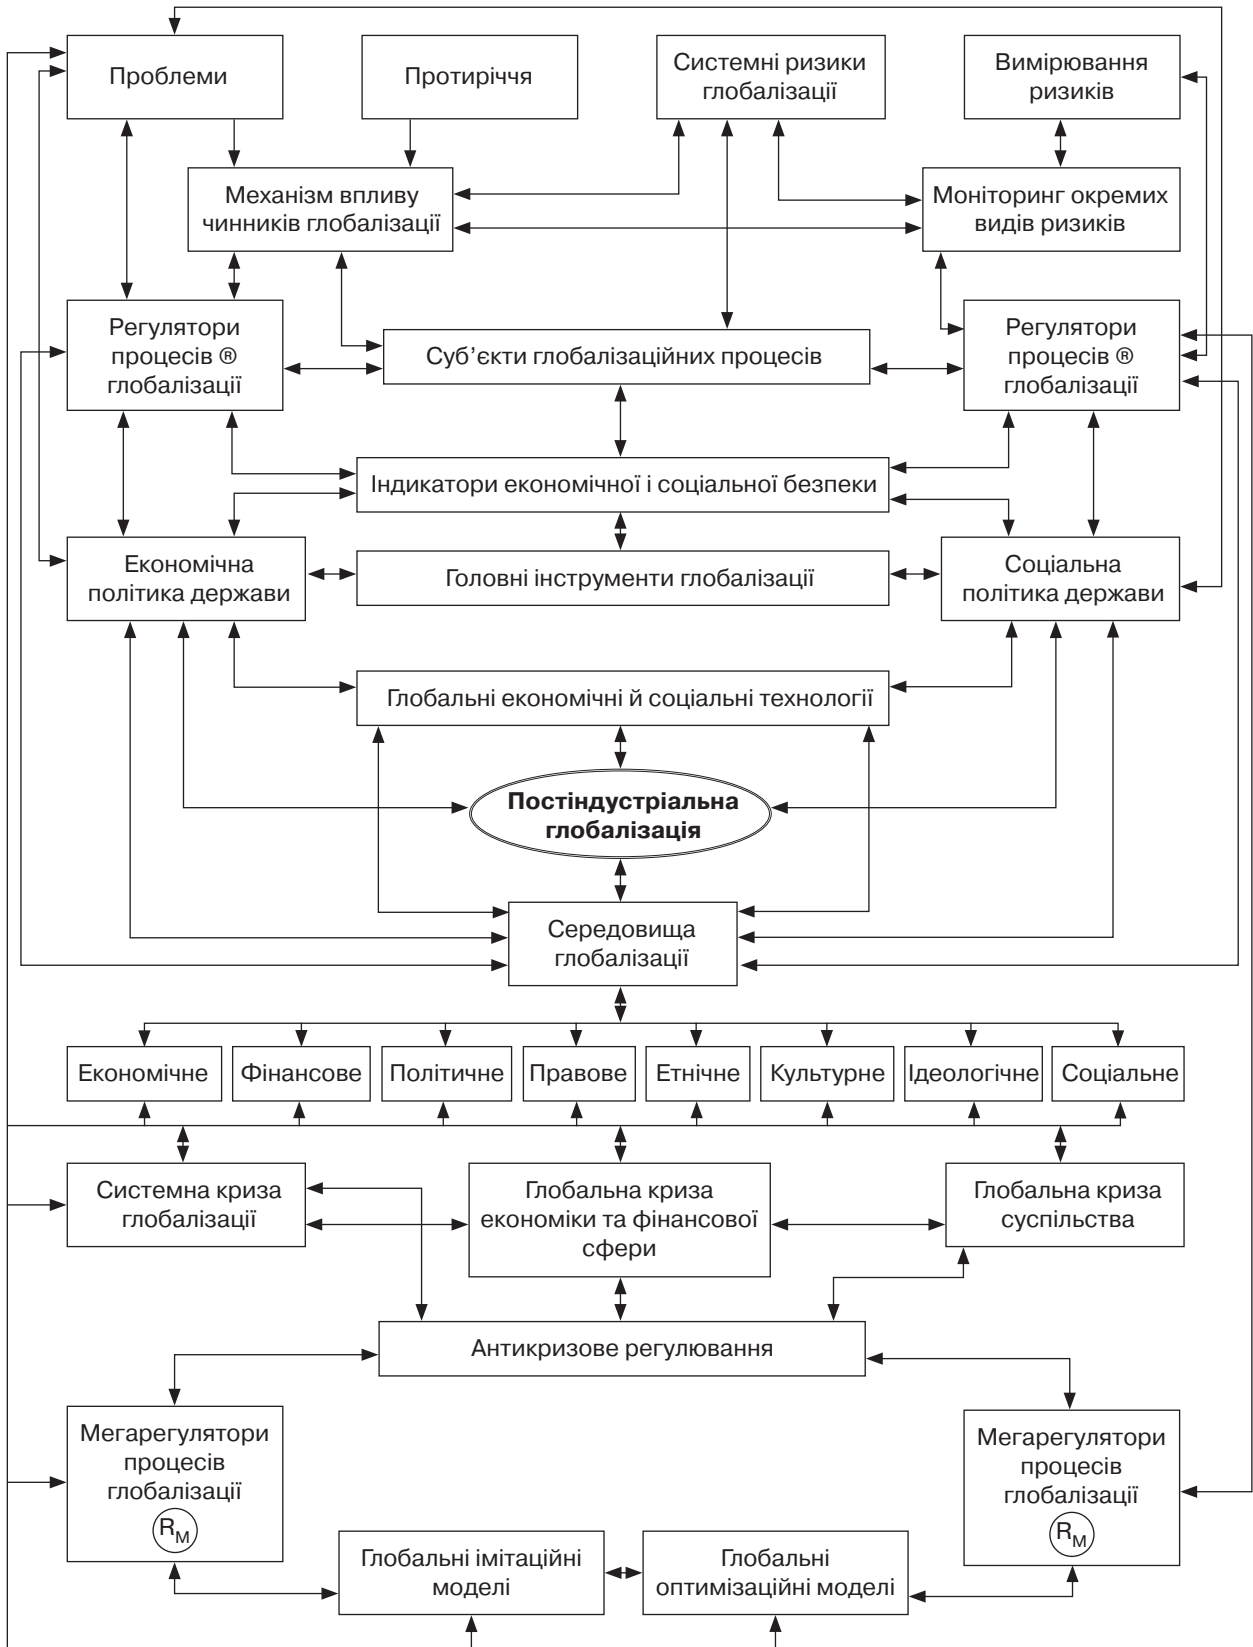 Проблеми
Протиріччя
Системні ризики
глобалізації
Вимірювання
ризиків
Механізм впливу
чинників глобалізації
Моніторинг окремих
видів ризиків
Регулятори
процесів ®
глобалізації
Суб’єкти глобалізаційних процесів
Регулятори
процесів ®
глобалізації
Індикатори економічної і соціальної безпеки
Економічна
політика держави
Головні інструменти глобалізації
Соціальна
політика держави
Глобальні економічні й соціальні технології
Постіндустріальна
глобалізація
Середовища
глобалізації
Економічне
Фінансове
Політичне
Правове
Етнічне
Культурне
Ідеологічне
Соціальне
Системна криза
глобалізації
Глобальна криза
економіки та фінансової
сфери
Глобальна криза
суспільства
Антикризове регулювання
Мегарегулятори
процесів
глобалізації
RM
Мегарегулятори
процесів
глобалізації
RM
Глобальні імітаційні
моделі
Глобальні
оптимізаційні моделі